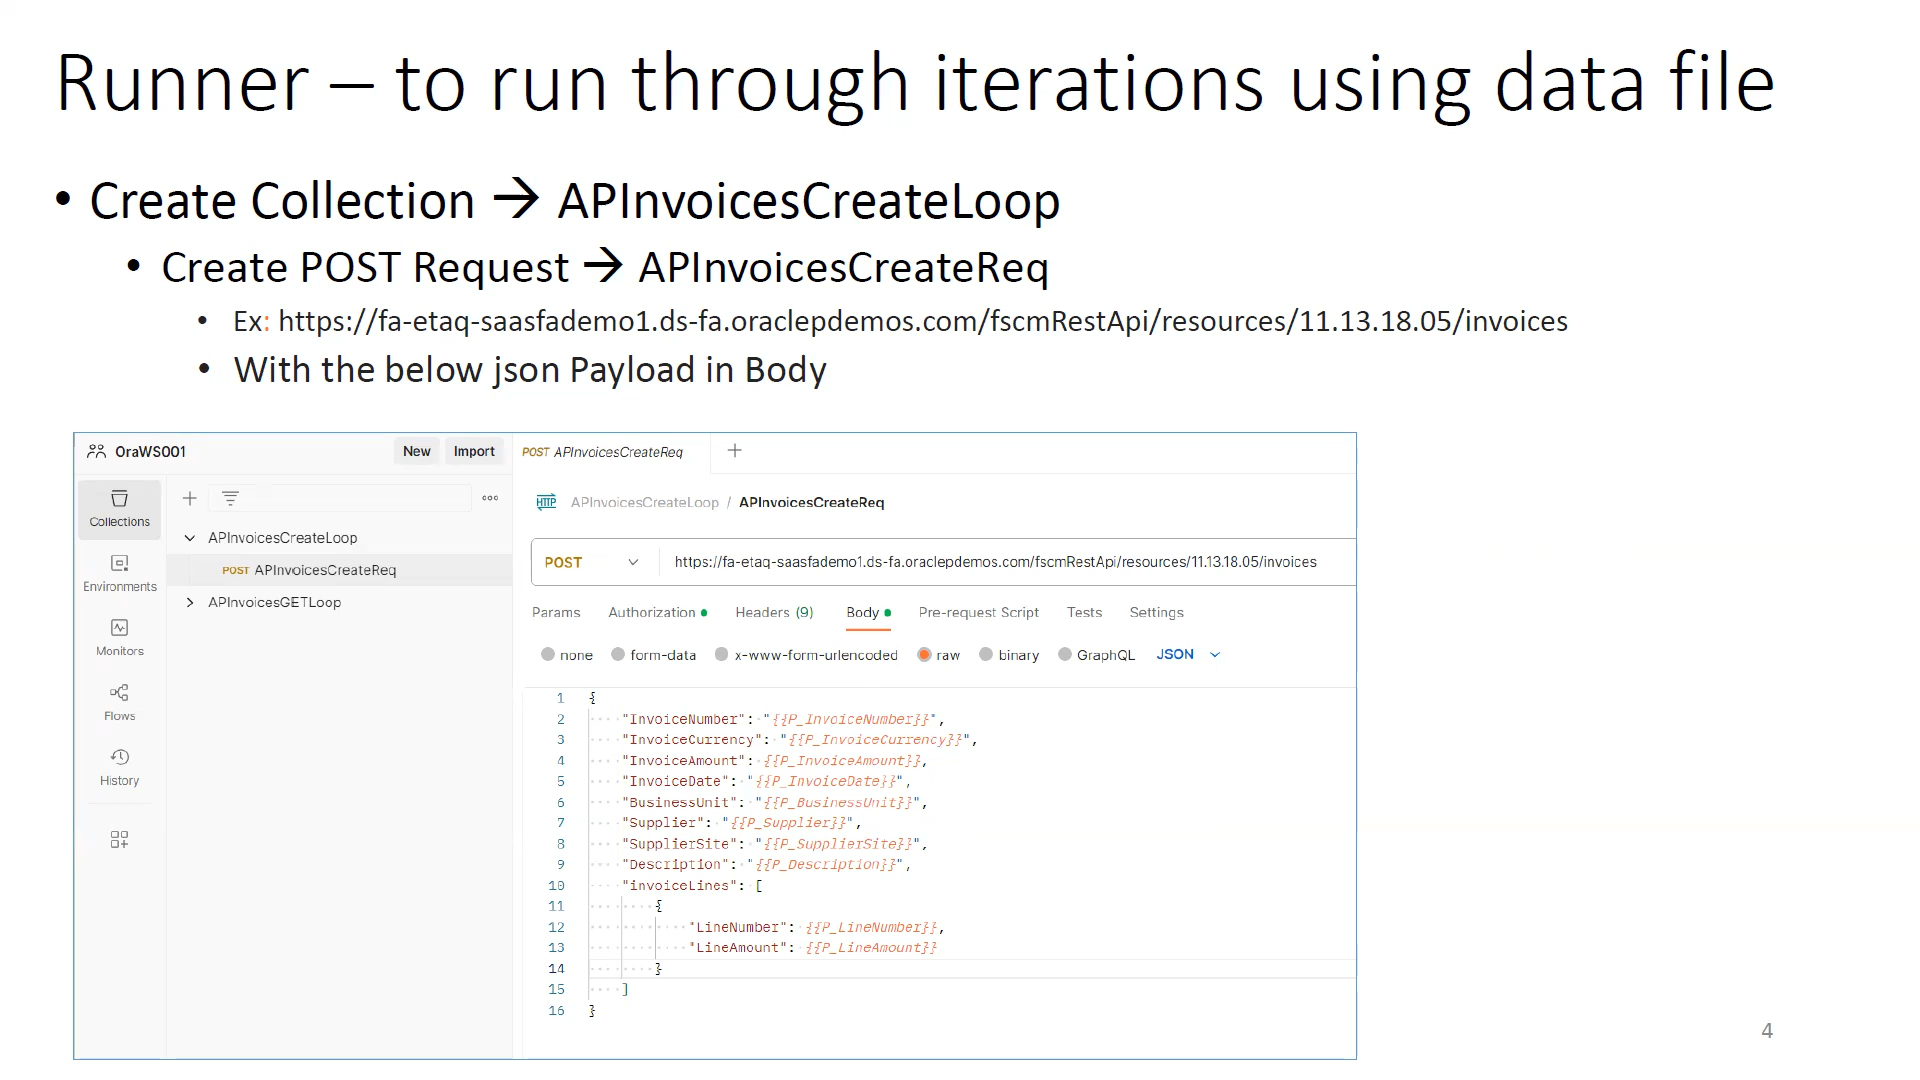 Runner – to run through iterations using data file
• Create Collection → APInvoicesCreateLoop
• Create POST Request → APInvoicesCreateReq
• Ex: https://fa-etaq-saasfademo1.ds-fa.oraclepdemos.com/fscmRestApi/resources/11.13.18.05/invoices
• With the below json Payload in Body
OraWS001 New Import
Collections
Environments
Monitors
Flows
History
APInvoicesCreateLoop
POST APInvoicesCreateReq
APInvoicesGETLoop
POST APInvoicesCreateReq
HTTP APInvoicesCreateLoop / APInvoicesCreateReq
POST https://fa-etaq-saasfademo1.ds-fa.oraclepdemos.com/fscmRestApi/resources/11.13.18.05/invoices
Params Authorization Headers (9) Body Pre-request Script Tests Settings
none form-data x-www-form-urlencoded raw binary GraphQL JSON
1 {
2 "InvoiceNumber": "{{P_InvoiceNumber}}",
3 "InvoiceCurrency": "{{P_InvoiceCurrency}}",
4 "InvoiceAmount": {{P_InvoiceAmount}},
5 "InvoiceDate": "{{P_InvoiceDate}}",
6 "BusinessUnit": "{{P_BusinessUnit}}",
7 "Supplier": "{{P_Supplier}}",
8 "SupplierSite": "{{P_SupplierSite}}",
9 "Description": "{{P_Description}}",
10 "invoiceLines": [
11 {
12 "LineNumber": {{P_LineNumber}},
13 "LineAmount": {{P_LineAmount}}
14 }
15 ]
16 }
4